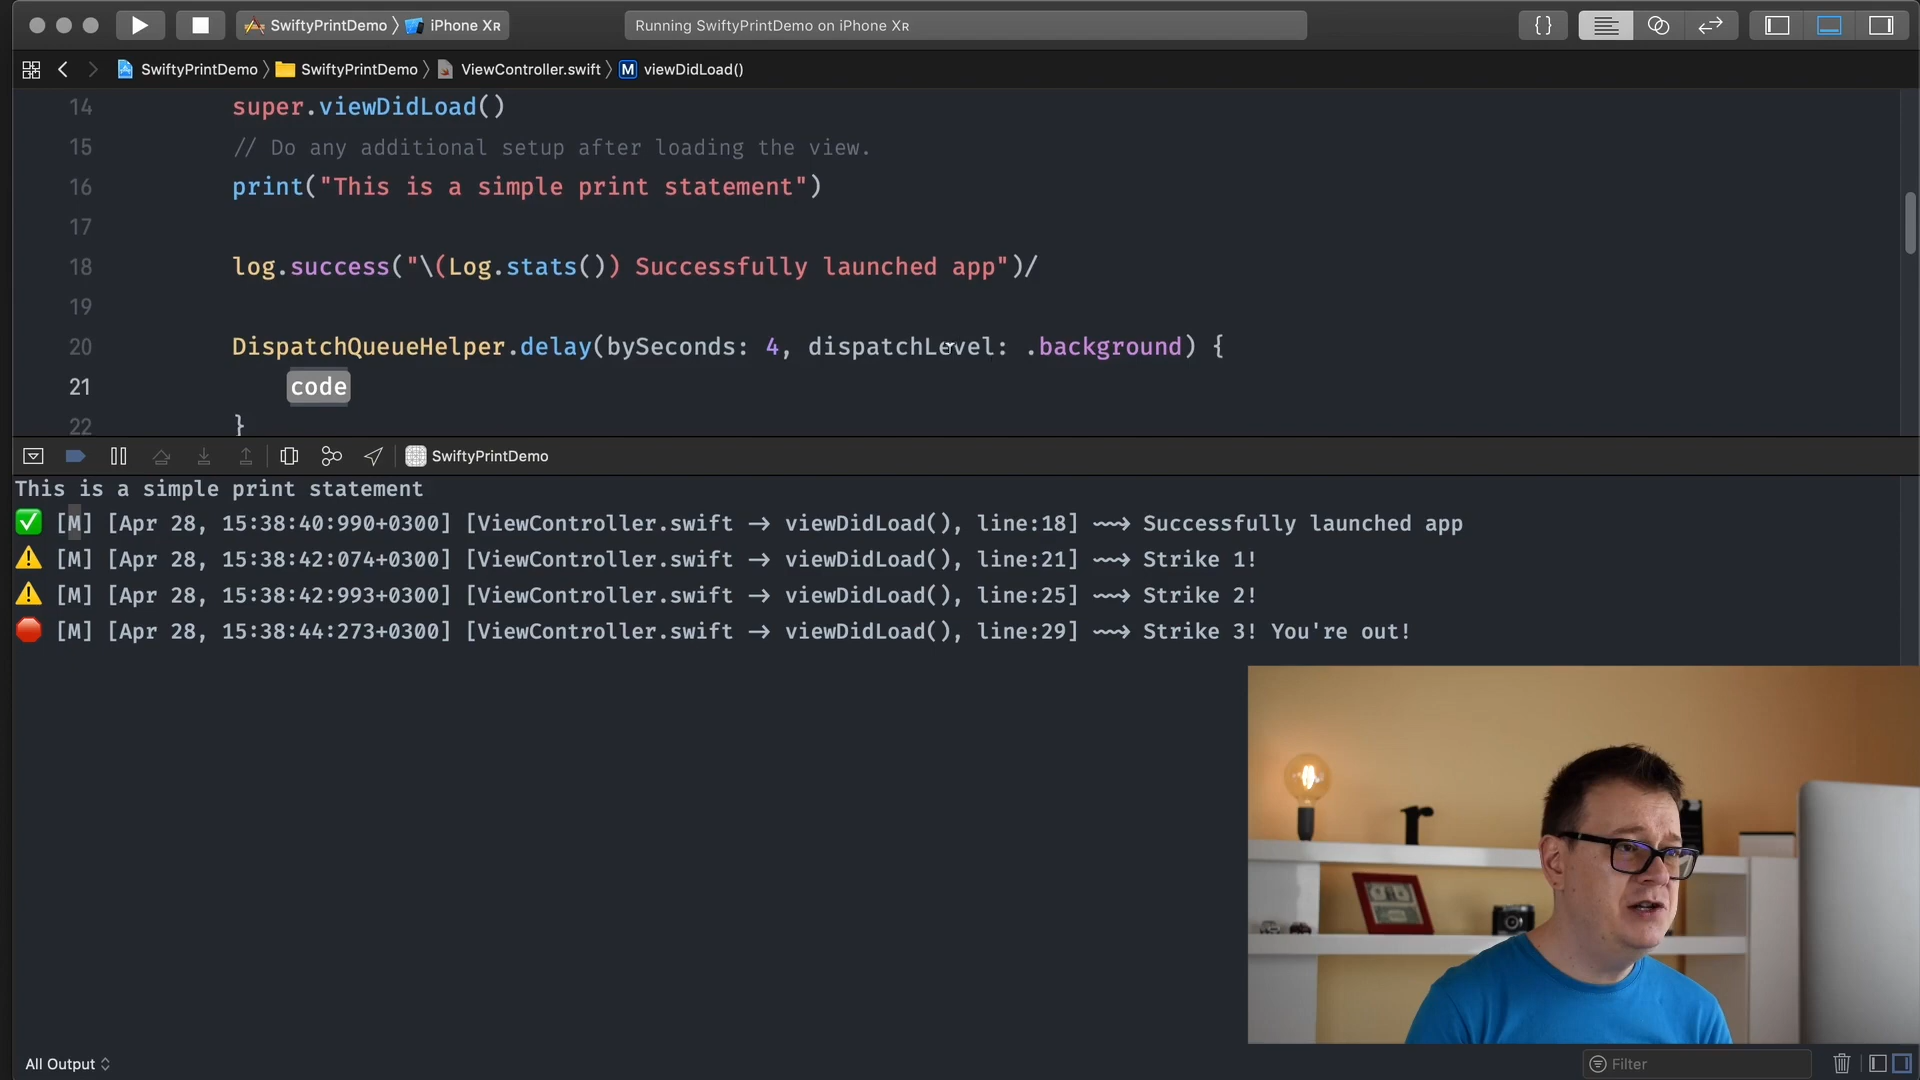 SwiftyPrintDemo 〉 iPhone XR
Running SwiftyPrintDemo on iPhone XR
{}
SwiftyPrintDemo 〉 SwiftyPrintDemo 〉 ViewController.swift 〉 M viewDidLoad()
14 super.viewDidLoad()
15 // Do any additional setup after loading the view.
16 print("This is a simple print statement")
17
18 log.success("\(Log.stats()) Successfully launched app")/
19
20 DispatchQueueHelper.delay(bySeconds: 4, dispatchLevel: .background) {
21 code
22 }
SwiftyPrintDemo
This is a simple print statement
✅ [M] [Apr 28, 15:38:40:990+0300] [ViewController.swift → viewDidLoad(), line:18] ⟿ Successfully launched app
⚠️ [M] [Apr 28, 15:38:42:074+0300] [ViewController.swift → viewDidLoad(), line:21] ⟿ Strike 1!
⚠️ [M] [Apr 28, 15:38:42:993+0300] [ViewController.swift → viewDidLoad(), line:25] ⟿ Strike 2!
🛑 [M] [Apr 28, 15:38:44:273+0300] [ViewController.swift → viewDidLoad(), line:29] ⟿ Strike 3! You're out!
All Output
Filter